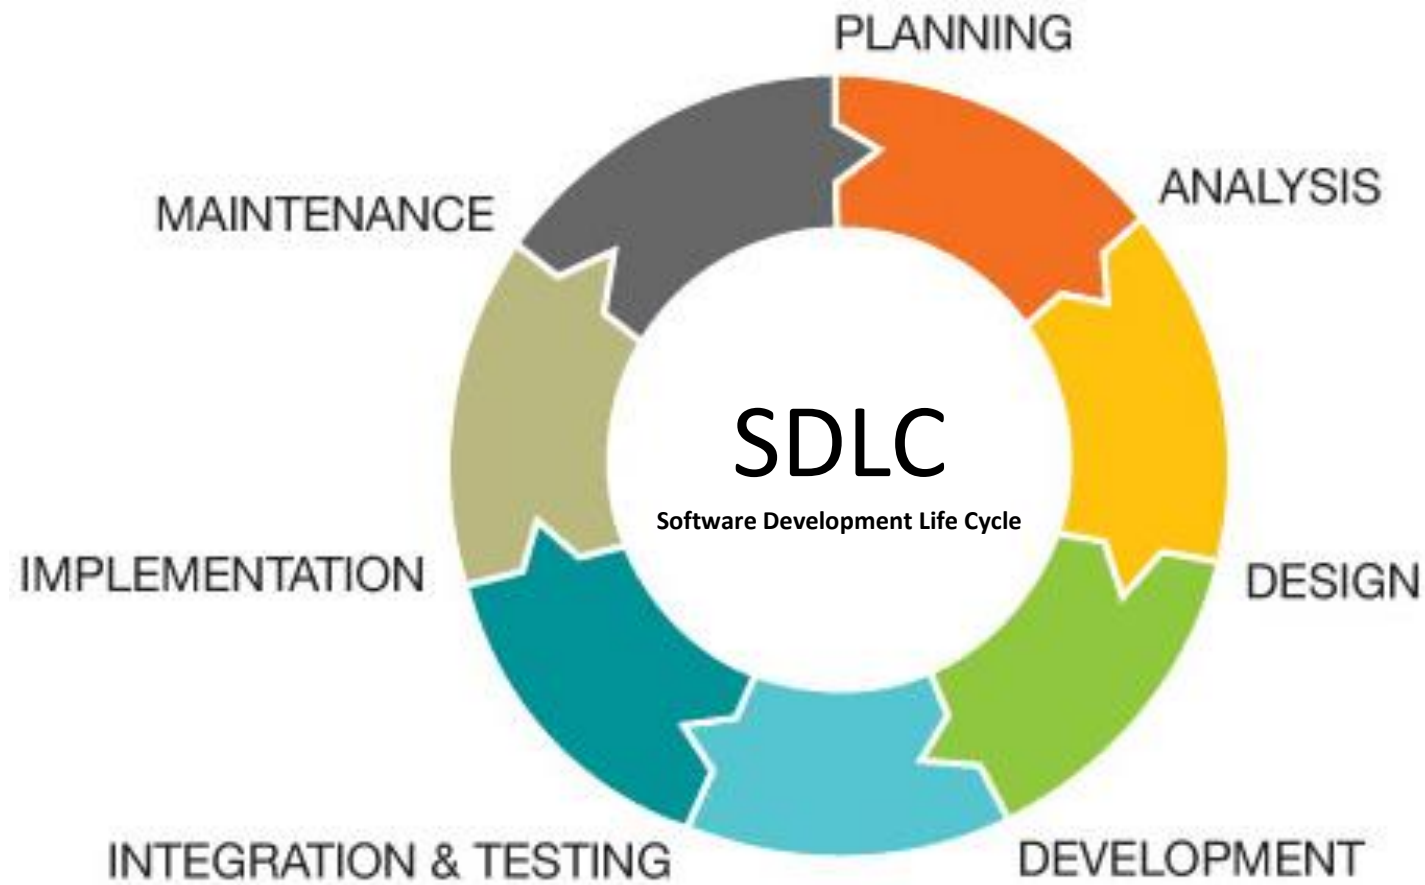 PLANNING
ANALYSIS
MAINTENANCE
SDLC
Software Development Life Cycle
IMPLEMENTATION
DESIGN
INTEGRATION & TESTING
DEVELOPMENT